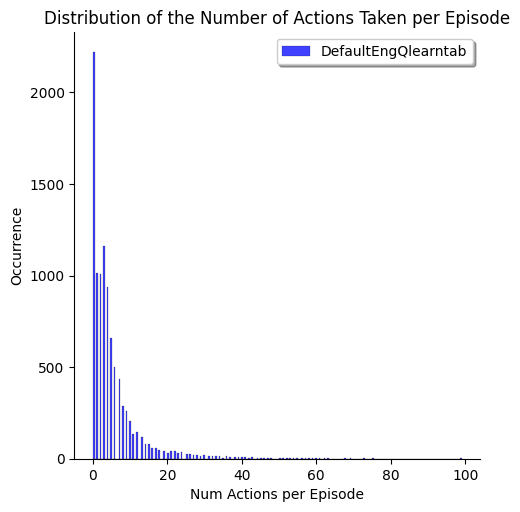 Distribution of the Number of Actions Taken per Episode
DefaultEngQlearntab
2000
1500
1000
500
0
Occurrence
0 20 40 60 80 100
Num Actions per Episode